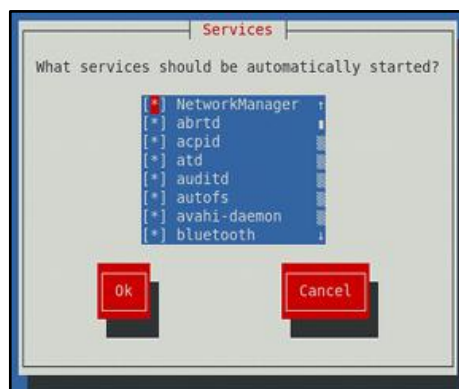 Services
What services should be automatically started?
[*] NetworkManager ↑
[*] abrtd
[*] acpid
[*] atd
[*] auditd
[*] autofs
[*] avahi-daemon
[*] bluetooth ↓
Ok Cancel